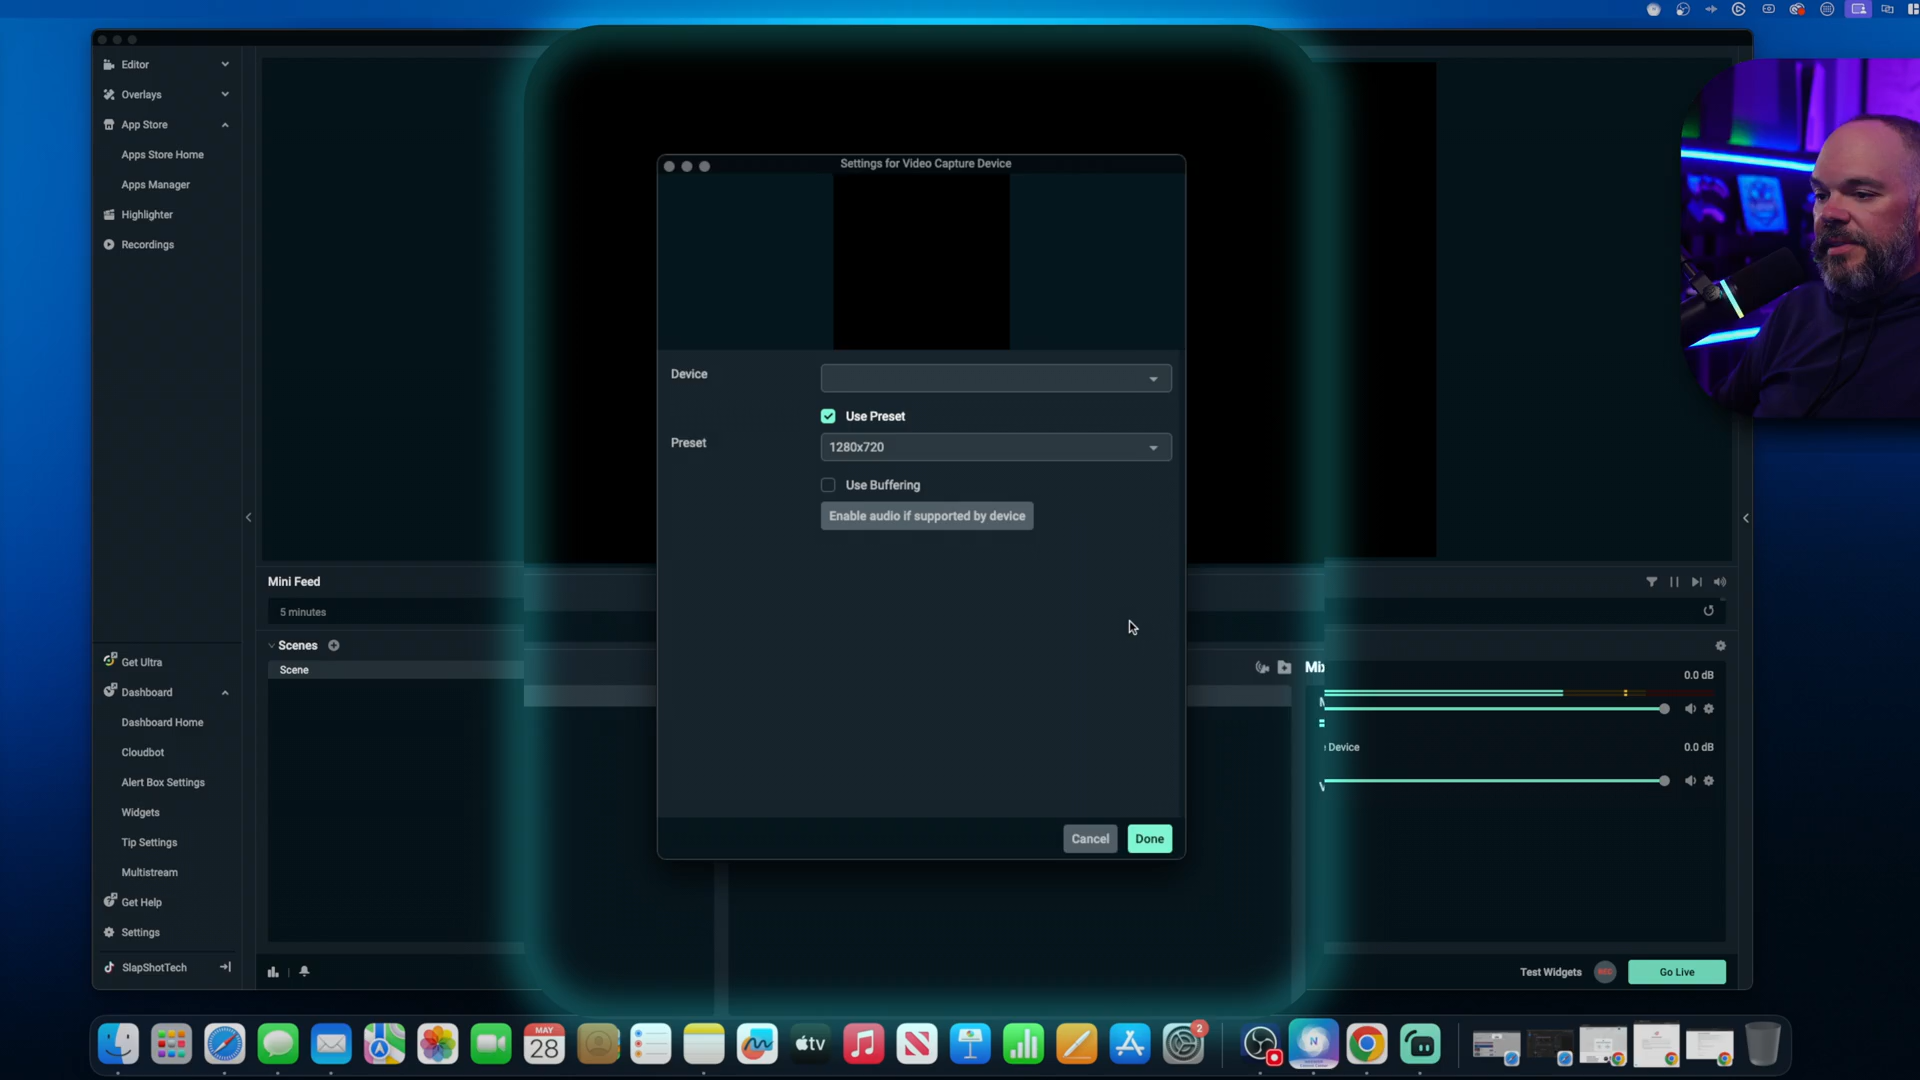 Editor
Overlays
App Store
Apps Store Home
Apps Manager
Highlighter
Recordings
Get Ultra
Dashboard
Dashboard Home
Cloudbot
Alert Box Settings
Widgets
Tip Settings
Multistream
Get Help
Settings
SlapShotTech
Settings for Video Capture Device
Device
Use Preset
Preset
1280x720
Use Buffering
Enable audio if supported by device
Cancel
Done
Mini Feed
5 minutes
Scenes
Scene
Mix
0.0 dB
Device
0.0 dB
Test Widgets
REC
Go Live
MAY
28
tv
2